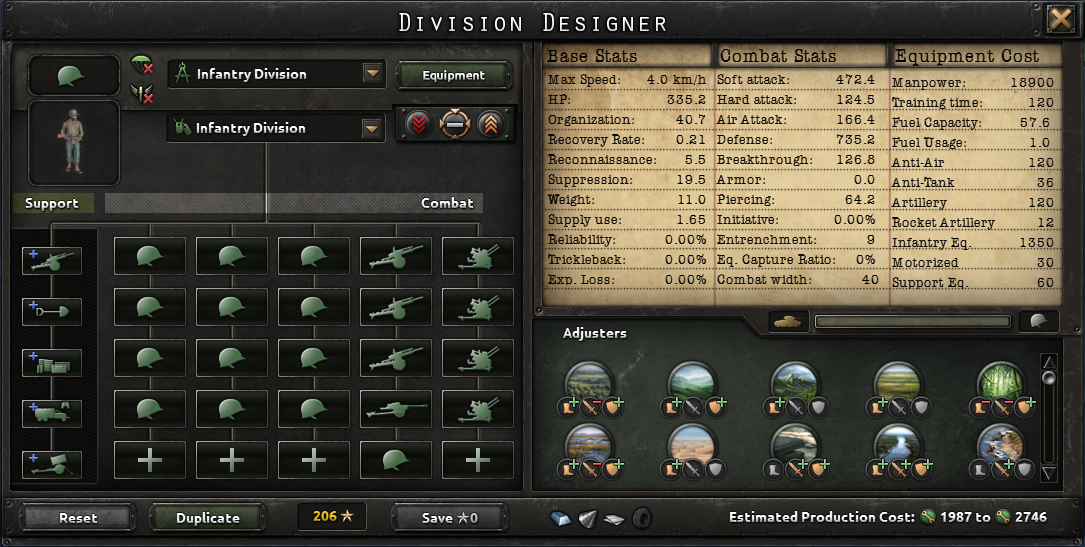 Division Designer
Infantry Division
Equipment
Infantry Division
Support
Combat
Base Stats
Max Speed: 4.0 km/h
HP: 335.2
Organization: 40.7
Recovery Rate: 0.21
Reconnaissance: 5.5
Suppression: 19.5
Weight: 11.0
Supply use: 1.65
Reliability: 0.00%
Trickleback: 0.00%
Exp. Loss: 0.00%
Combat Stats
Soft attack: 472.4
Hard attack: 124.5
Air Attack: 166.4
Defense: 735.2
Breakthrough: 126.8
Armor: 0.0
Piercing: 64.2
Initiative: 0.00%
Entrenchment: 9
Eq. Capture Ratio: 0%
Combat width: 40
Equipment Cost
Manpower: 18900
Training time: 120
Fuel Capacity: 57.6
Fuel Usage: 1.0
Anti-Air 120
Anti-Tank 36
Artillery 120
Rocket Artillery 12
Infantry Eq. 1350
Motorized 30
Support Eq. 60
Adjusters
Reset
Duplicate
206
Save 0
Estimated Production Cost: 1987 to 2746